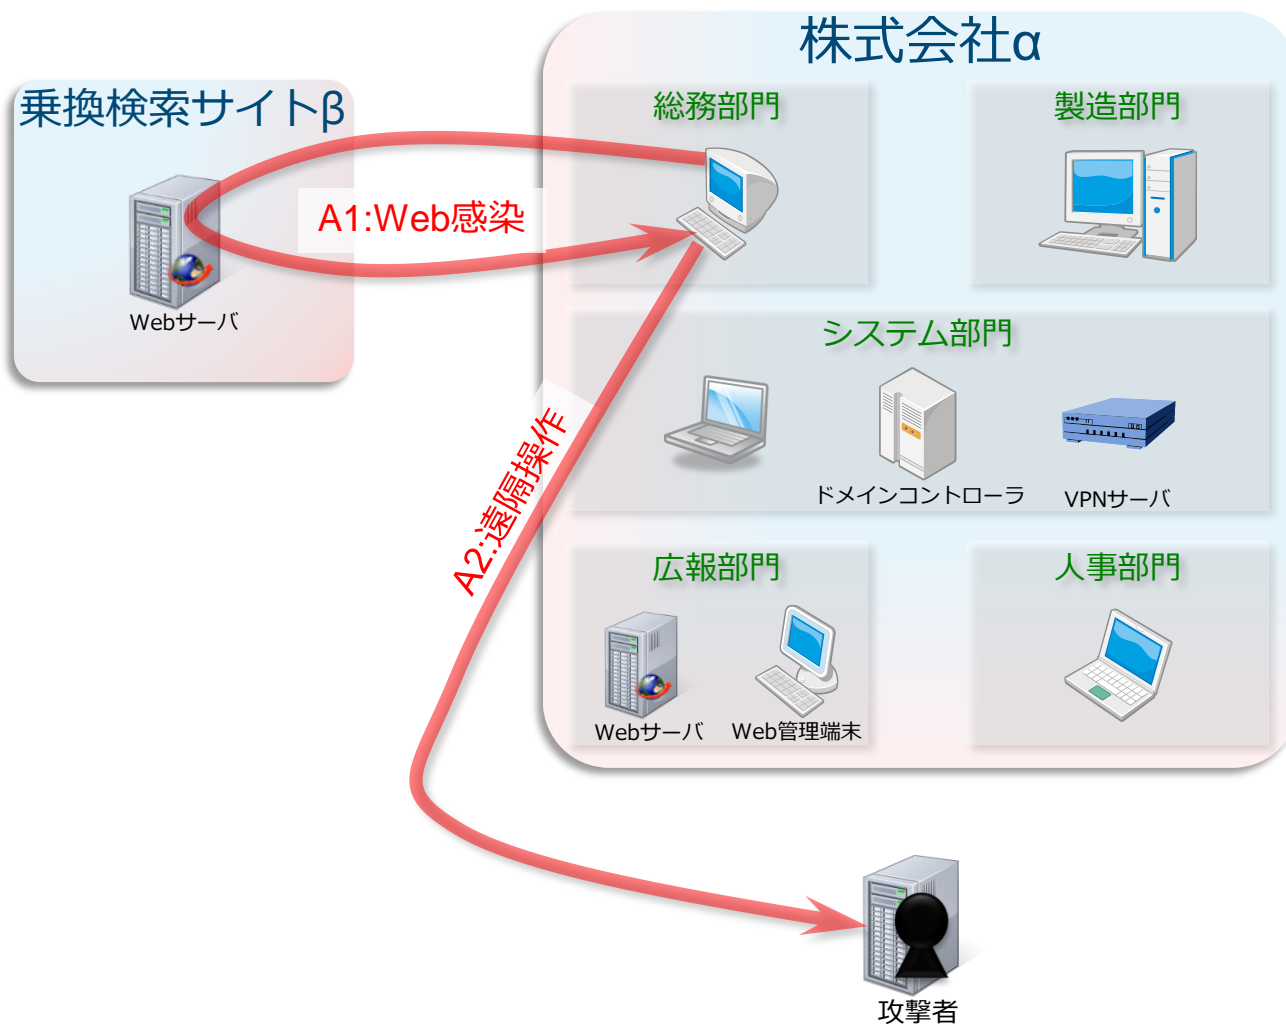 株式会社α
乗換検索サイトβ
総務部門
製造部門
A1:Web感染
Webサーバ
システム部門
A2:遠隔操作
ドメインコントローラ
VPNサーバ
広報部門
人事部門
Webサーバ
Web管理端末
攻撃者